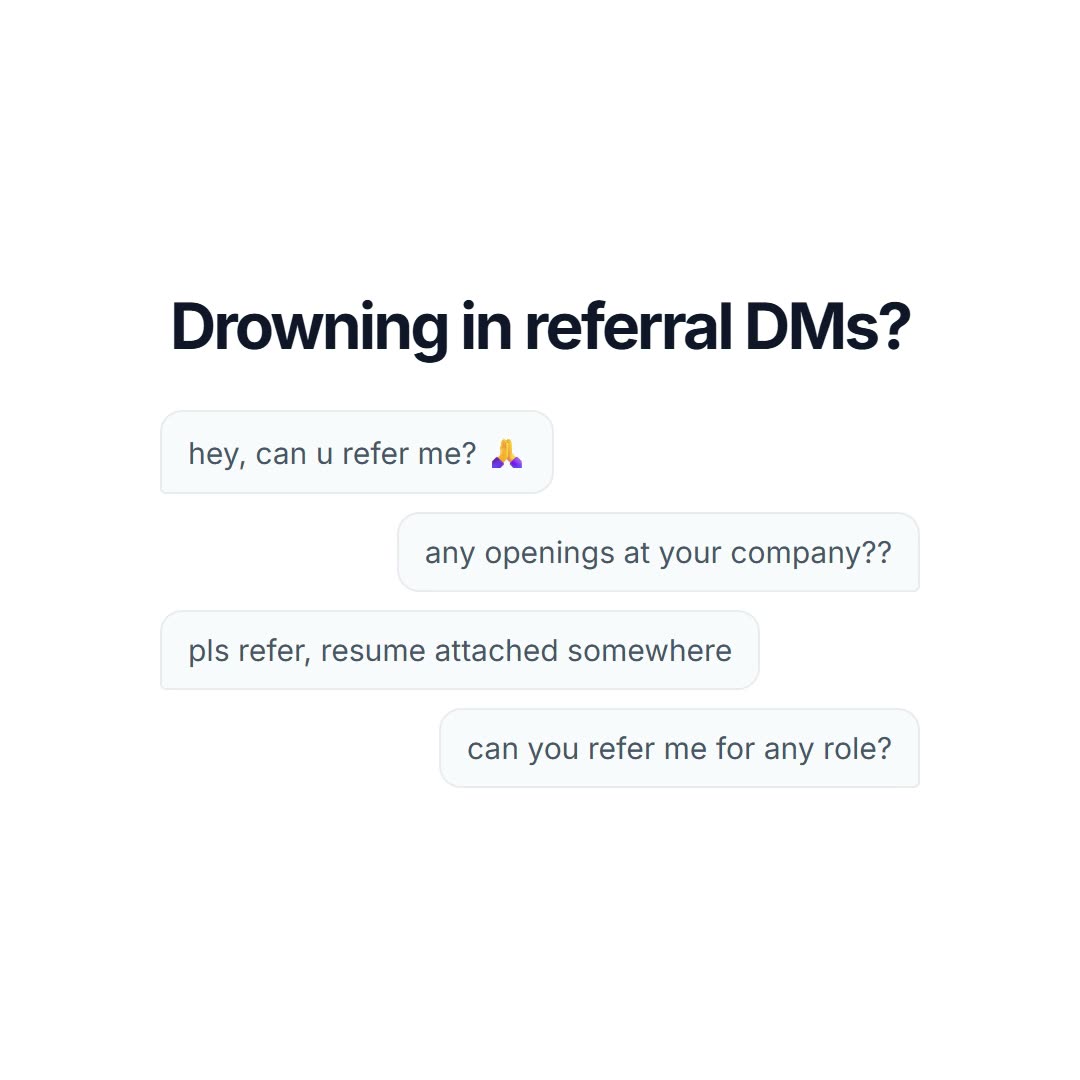 Drowning in referral DMs?
hey, can u refer me? 🙏
any openings at your company??
pls refer, resume attached somewhere
can you refer me for any role?